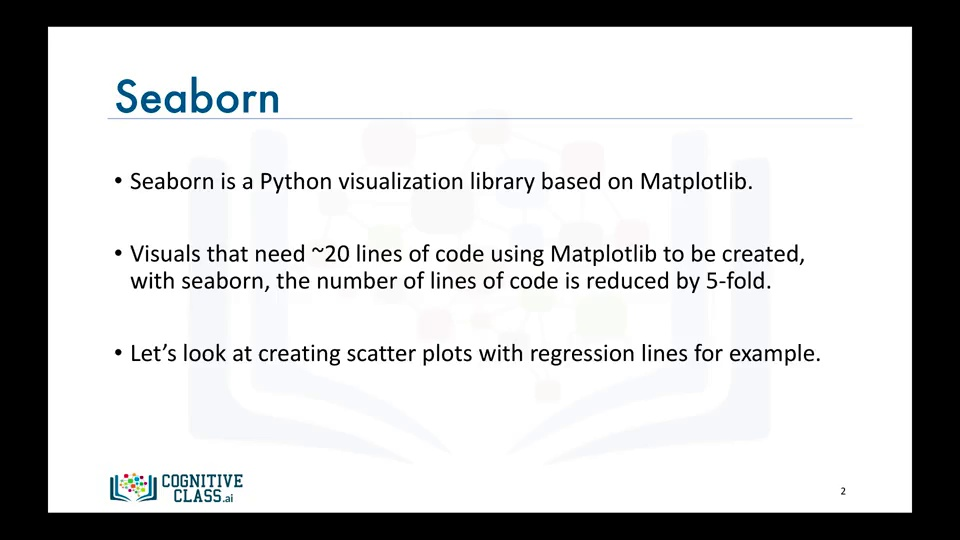 Seaborn
• Seaborn is a Python visualization library based on Matplotlib.
• Visuals that need ~20 lines of code using Matplotlib to be created,
with seaborn, the number of lines of code is reduced by 5-fold.
• Let’s look at creating scatter plots with regression lines for example.
COGNITIVE
CLASS.ai
2